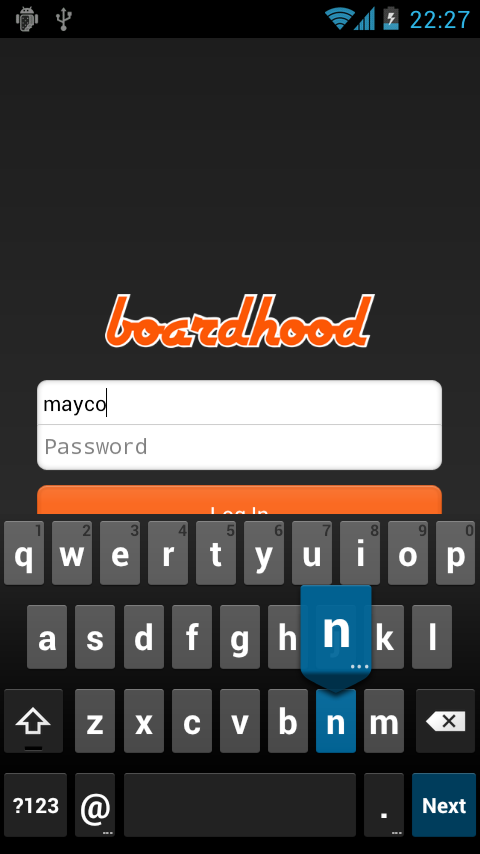 22:27
boardhood
mayco
Password
Log In
1 2 3 4 5 6 7 8 9 0
q w e r t y u i o p
a s d f g h n k l
...
z x c v b n m
?123 @ ... . ... Next